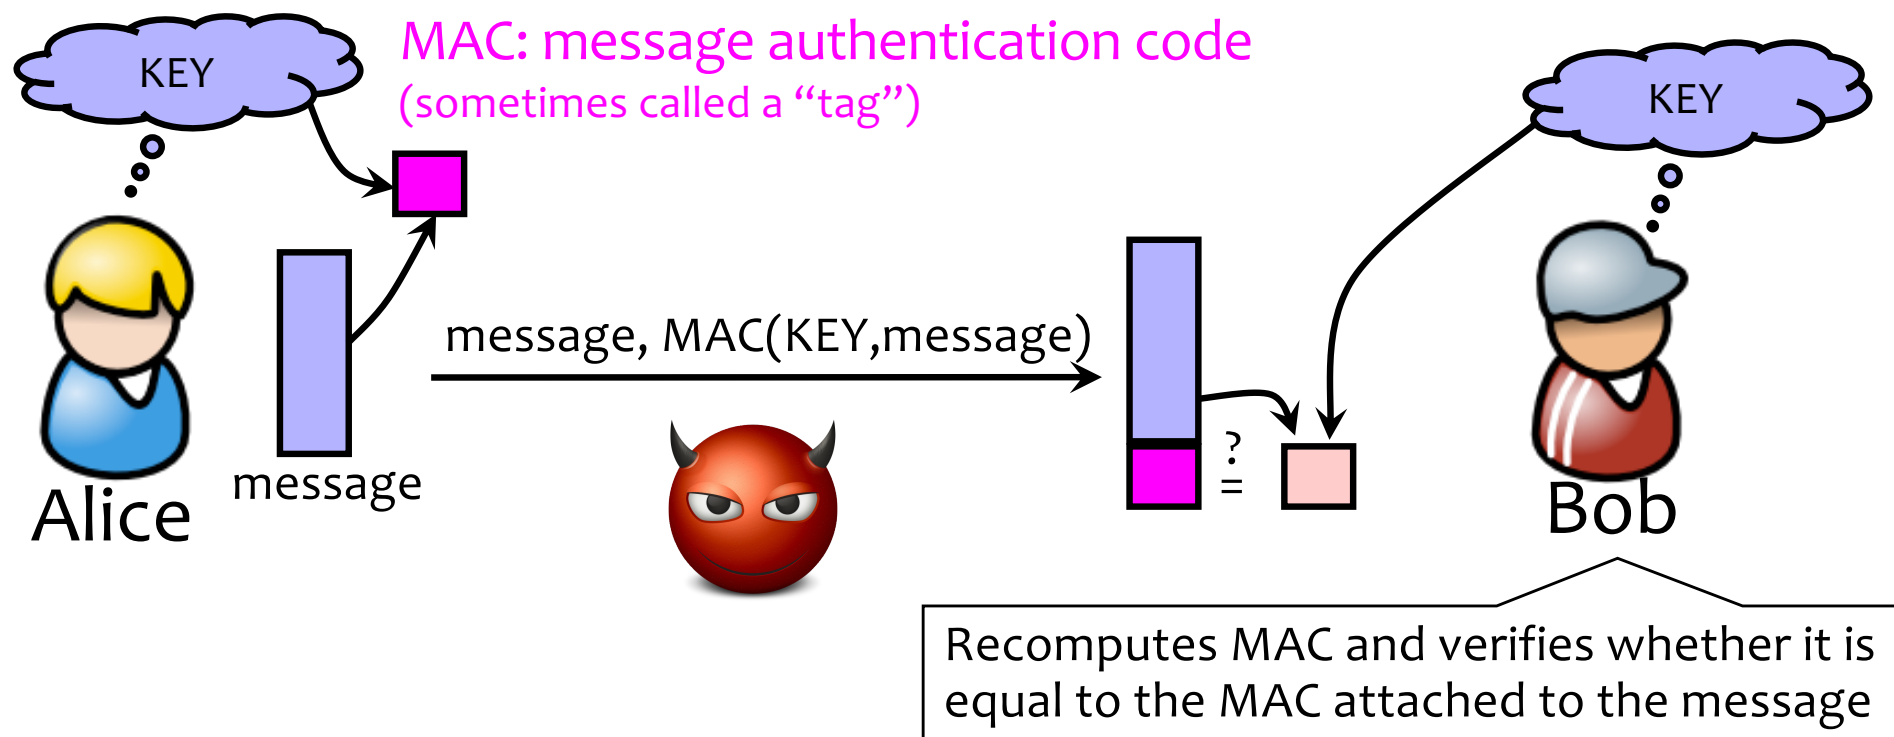 KEY
MAC: message authentication code
(sometimes called a “tag”)
KEY
message, MAC(KEY,message)
?
=
message
Alice
Bob
Recomputes MAC and verifies whether it is
equal to the MAC attached to the message